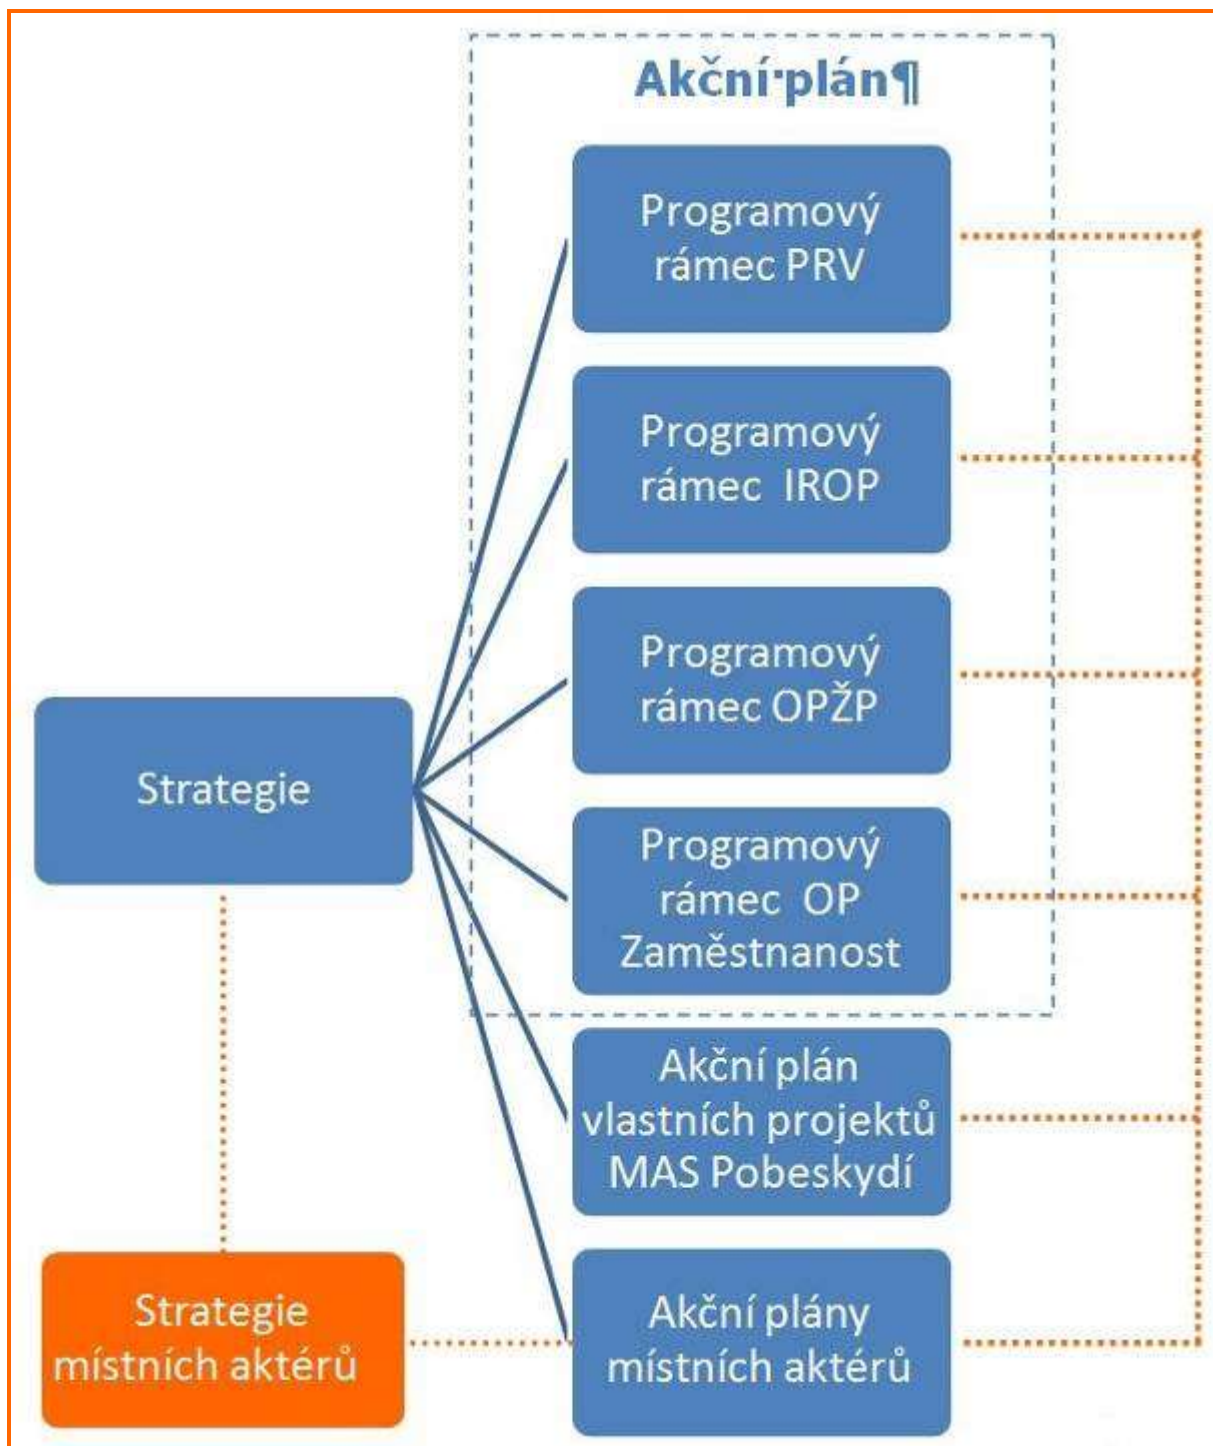 Akční·plán¶
Programový
rámec PRV
Programový
rámec IROP
Programový
rámec OPŽP
Strategie
Programový
rámec OP
Zaměstnanost
Akční plán
vlastních projektů
MAS Pobeskydí
Strategie
místních aktérů
Akční plány
místních aktérů